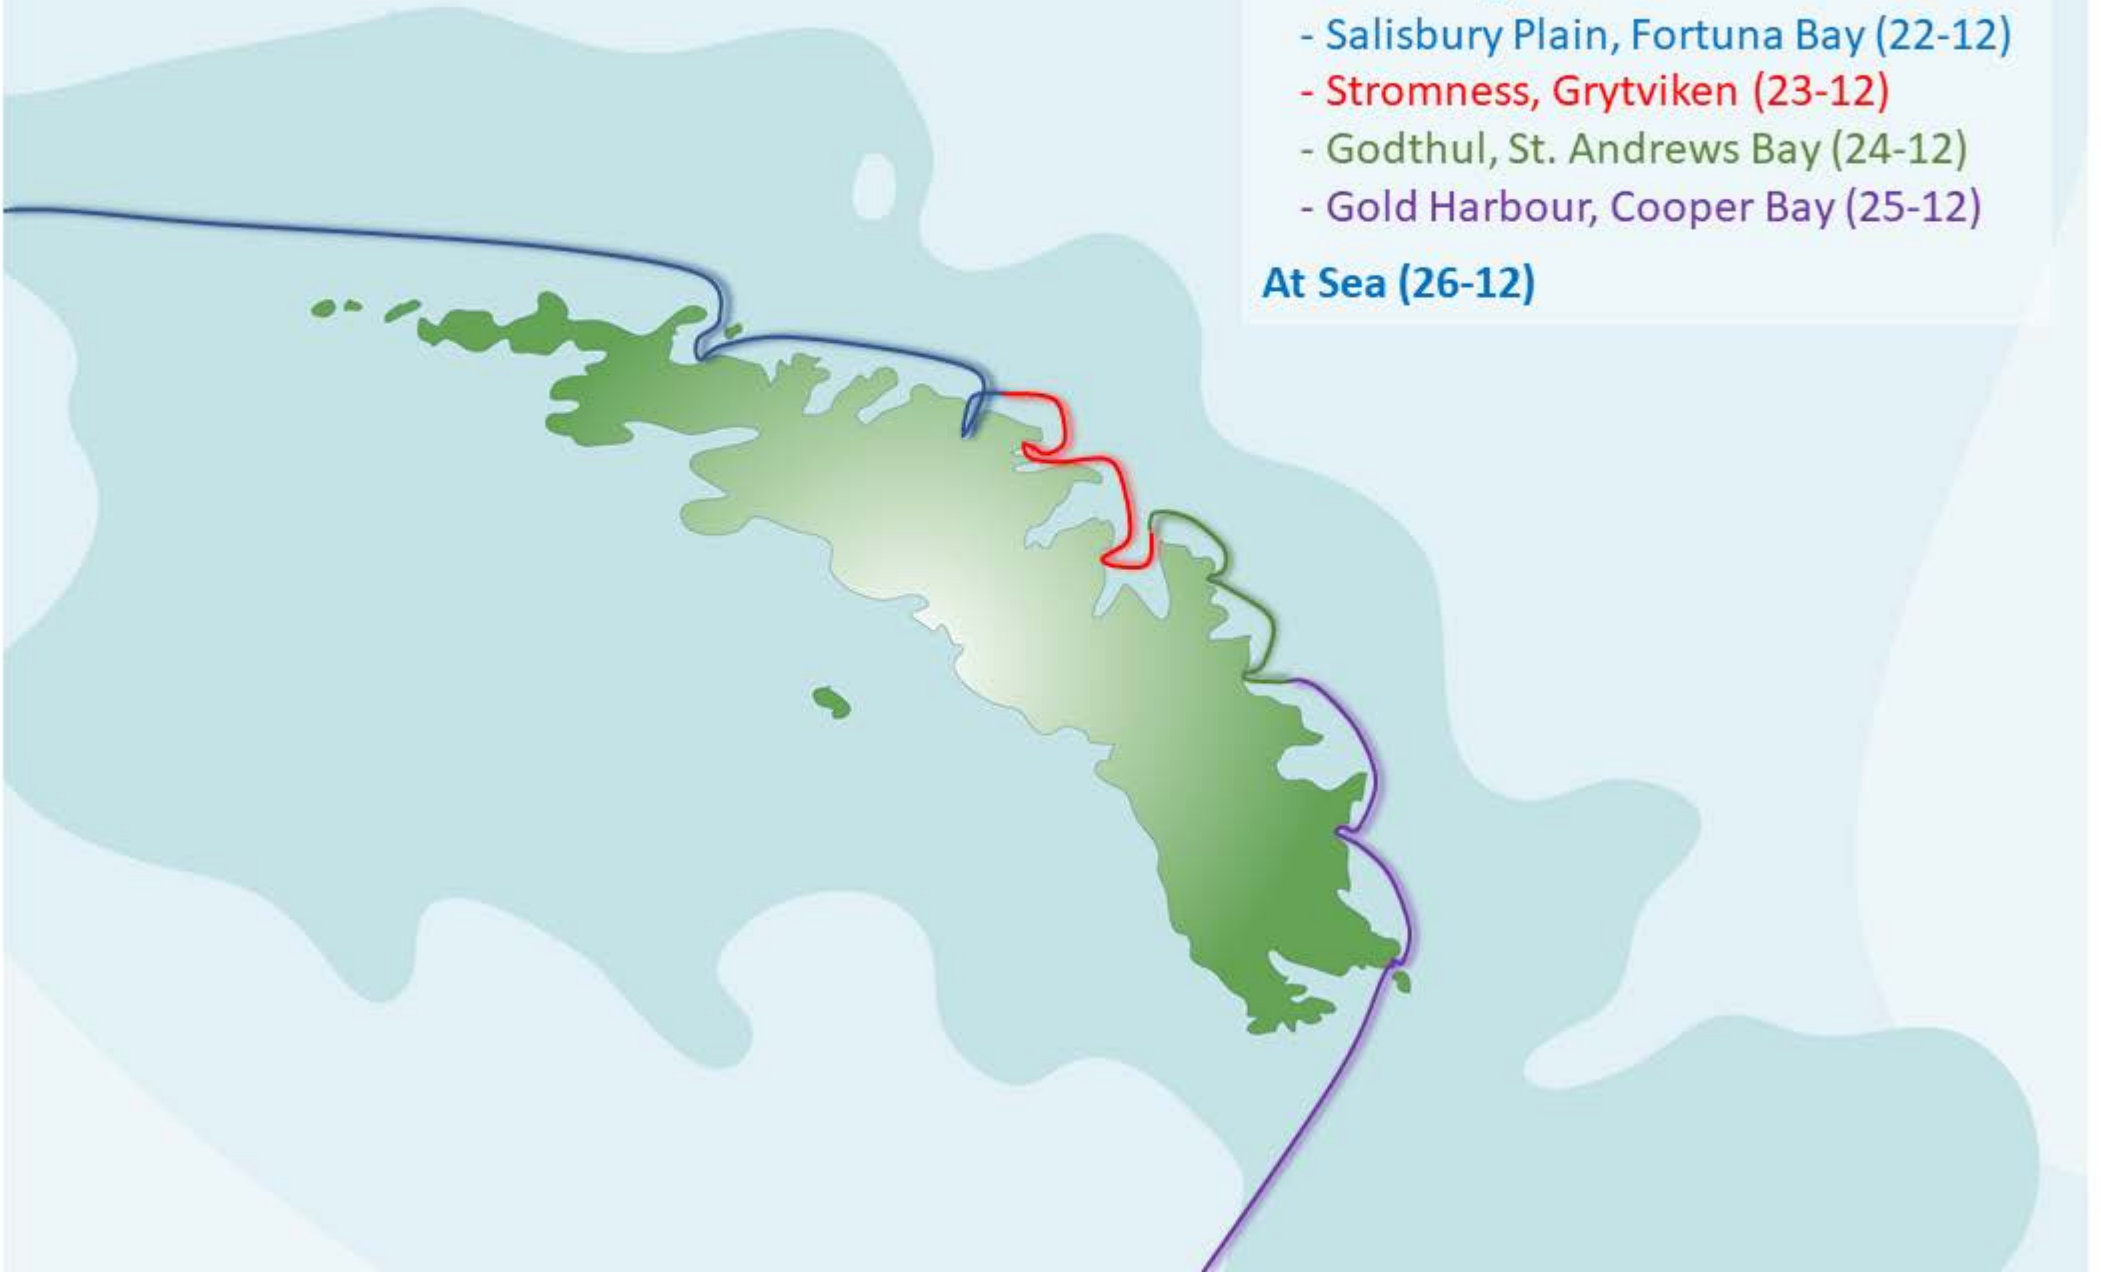 - Salisbury Plain, Fortuna Bay (22-12)
- Stromness, Grytviken (23-12)
- Godthul, St. Andrews Bay (24-12)
- Gold Harbour, Cooper Bay (25-12)
At Sea (26-12)